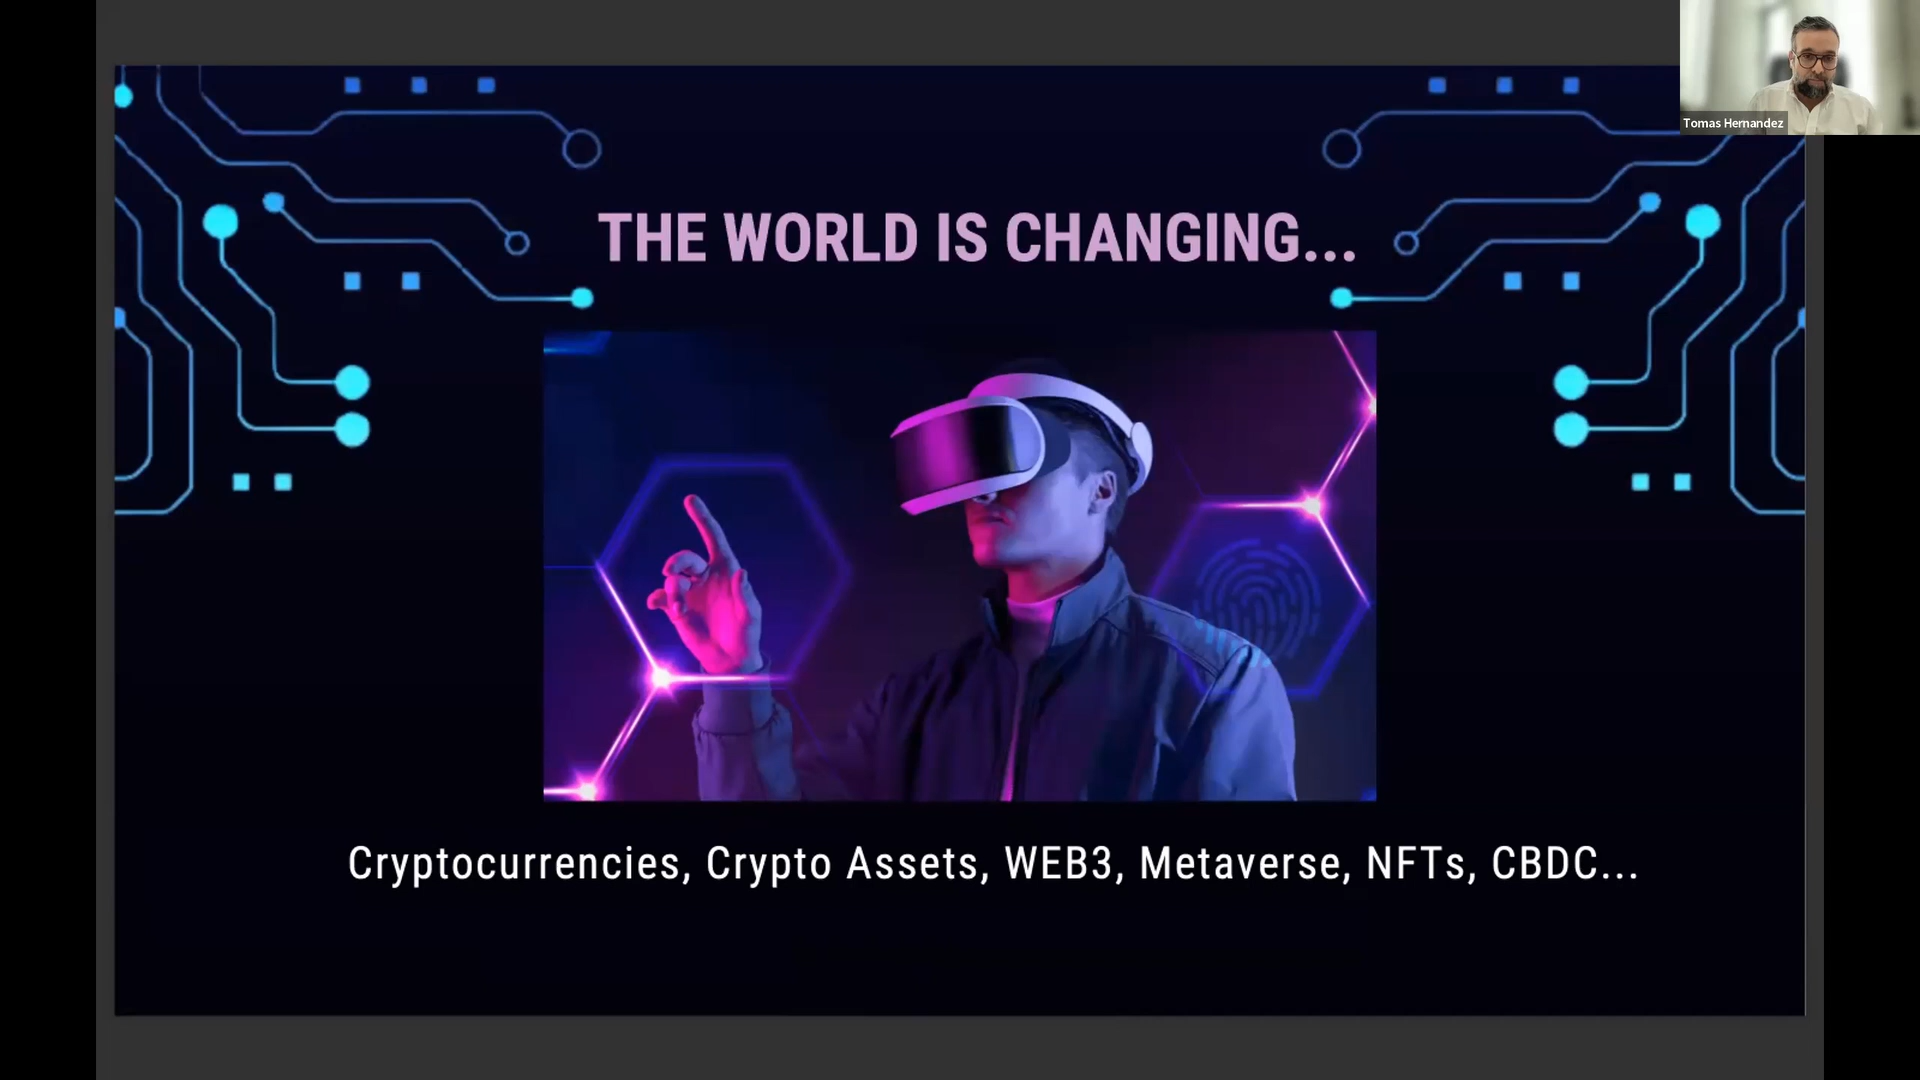 Tomas Hernandez
THE WORLD IS CHANGING...
Cryptocurrencies, Crypto Assets, WEB3, Metaverse, NFTs, CBDC...